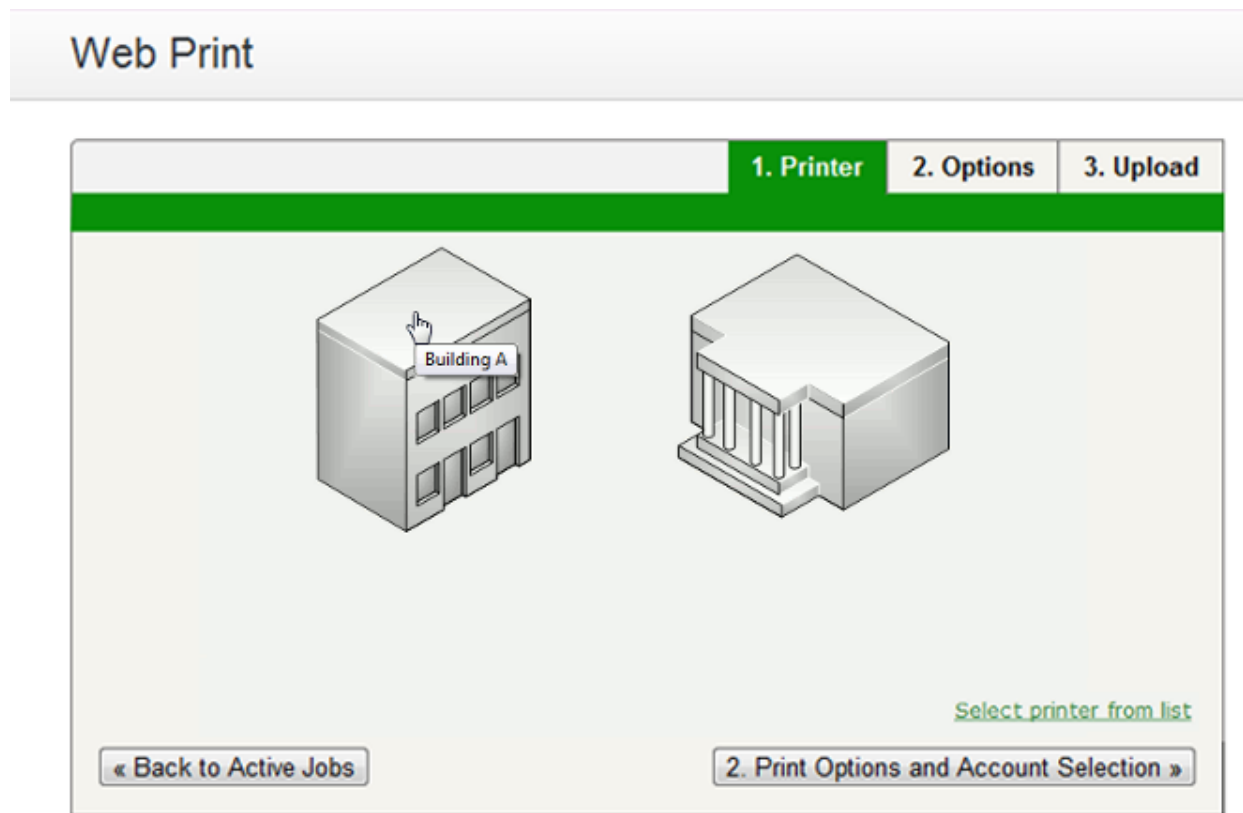 Web Print
1. Printer
2. Options
3. Upload
Building A
Select printer from list
« Back to Active Jobs
2. Print Options and Account Selection »